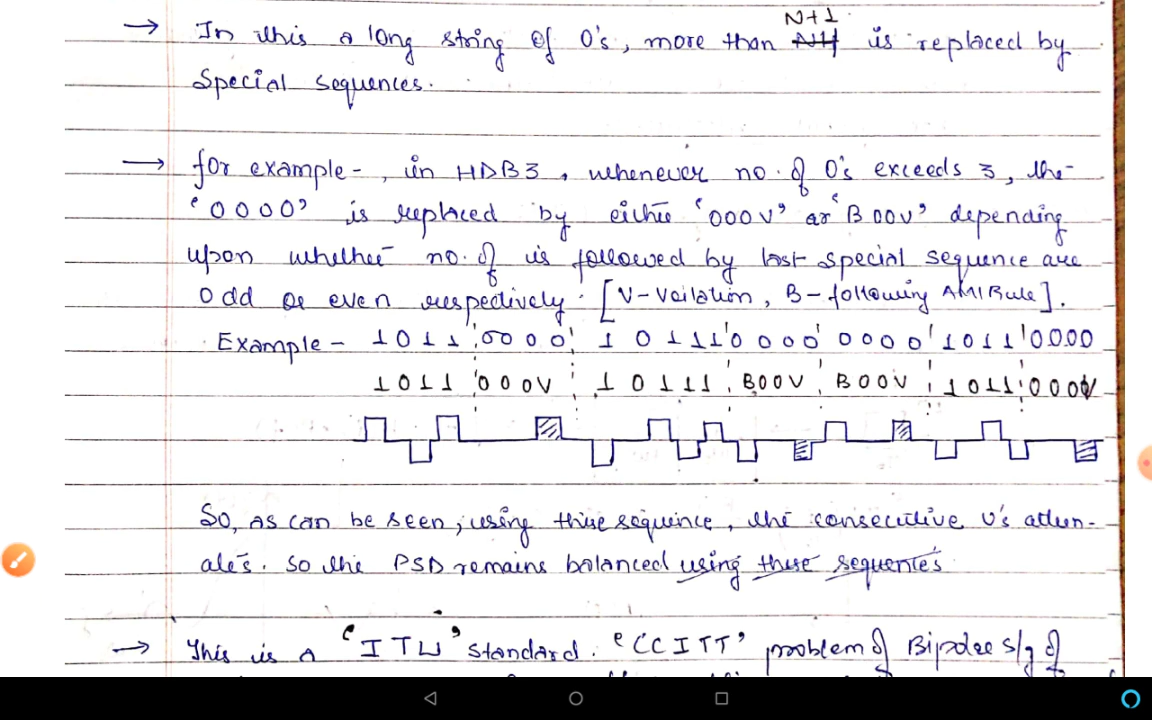 N+1
→ In this a long string of 0's, more than is replaced by
special sequences.
→ for example-, in HDB3, whenever no. of 0's exceeds 3, the
'0000' is replaced by either '000V' or 'B00V' depending
upon whether no. of is followed by last special sequence are
odd or even respectively. [V-Voilation, B-following AMI Rule].
Example- 1011 0000 1 0111 0000 0000 1011 0000
1011 000V 1 0111 B00V B00V 1011 000V
So, as can be seen, using these sequence, the consecutive V's alter-
nates. So the PSD remains balanced using these sequences
→ This is a 'ITU' standard. 'CCITT' problem of Bipolar s/g of